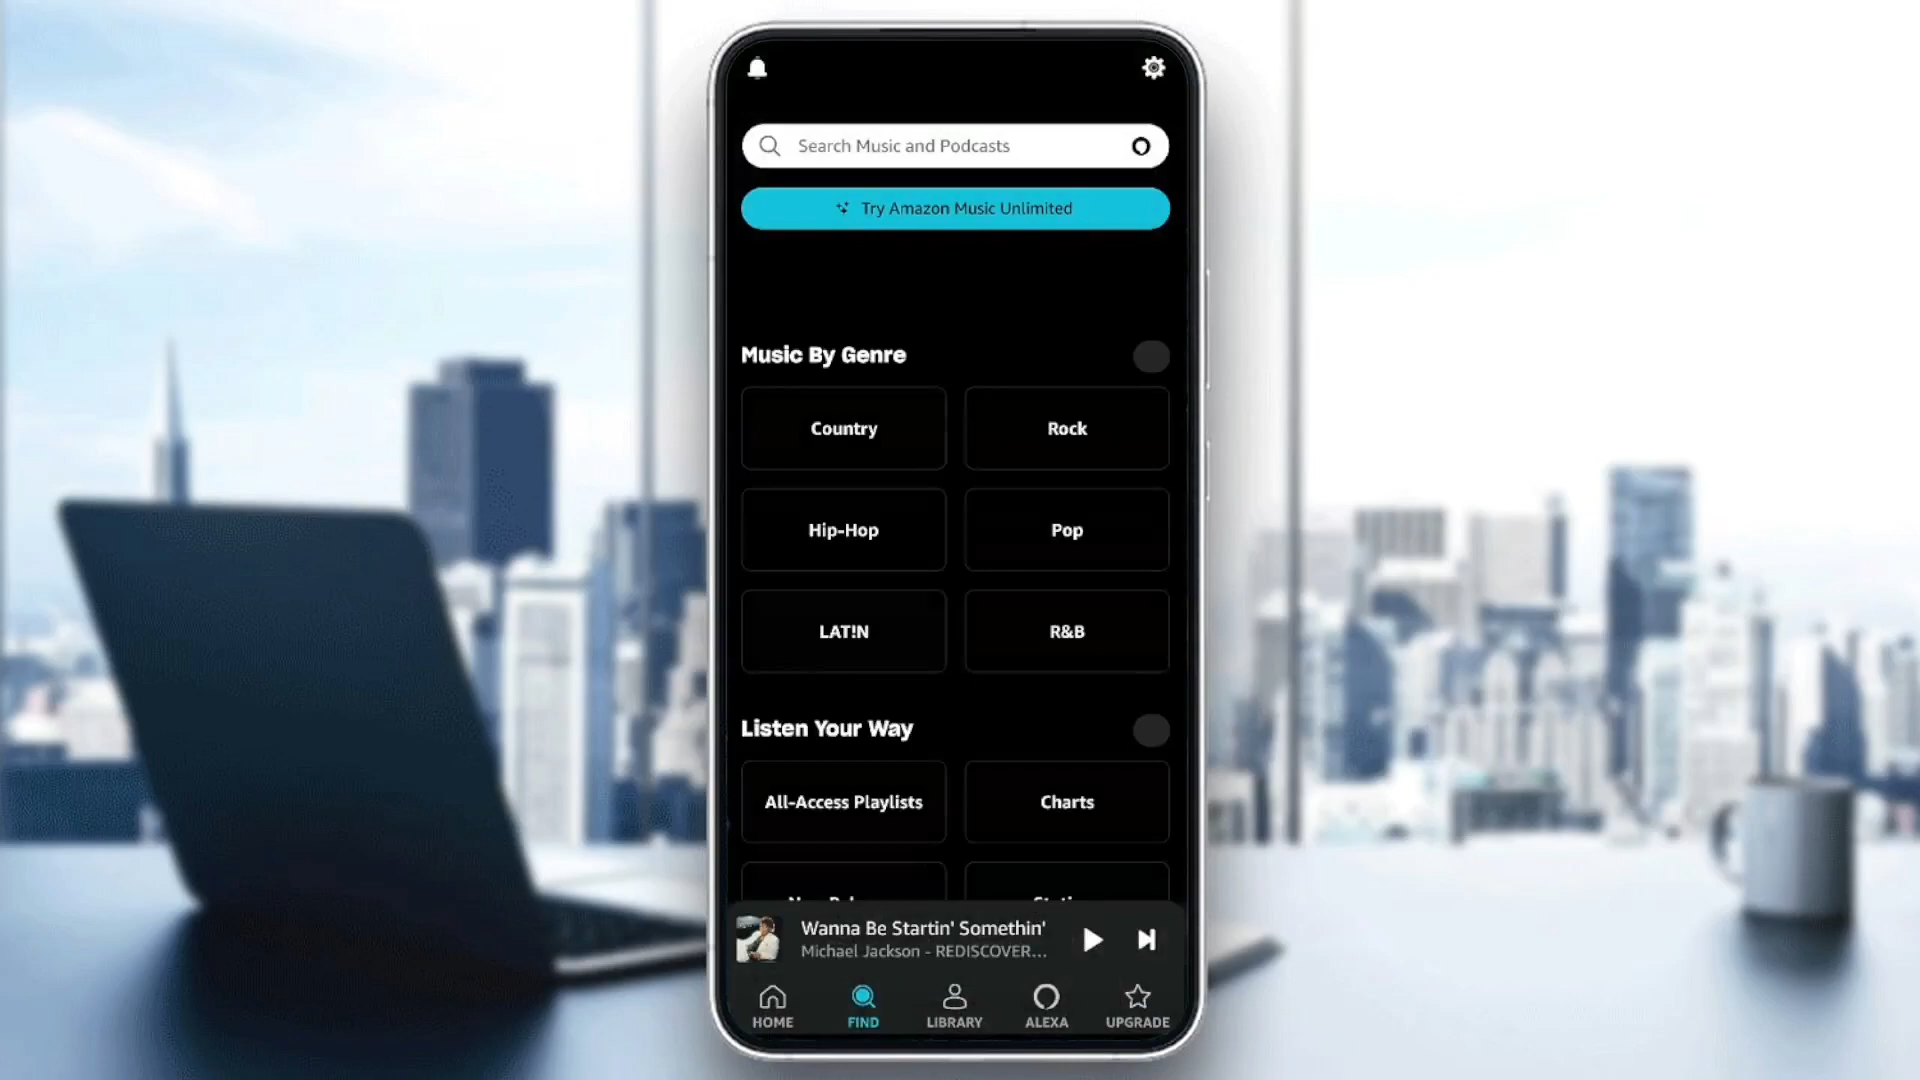 Search Music and Podcasts
Try Amazon Music Unlimited
Music By Genre
Country
Rock
Hip-Hop
Pop
LAT!N
R&B
Listen Your Way
All-Access Playlists
Charts
Wanna Be Startin' Somethin'
Michael Jackson - REDISCOVER...
HOME
FIND
LIBRARY
ALEXA
UPGRADE